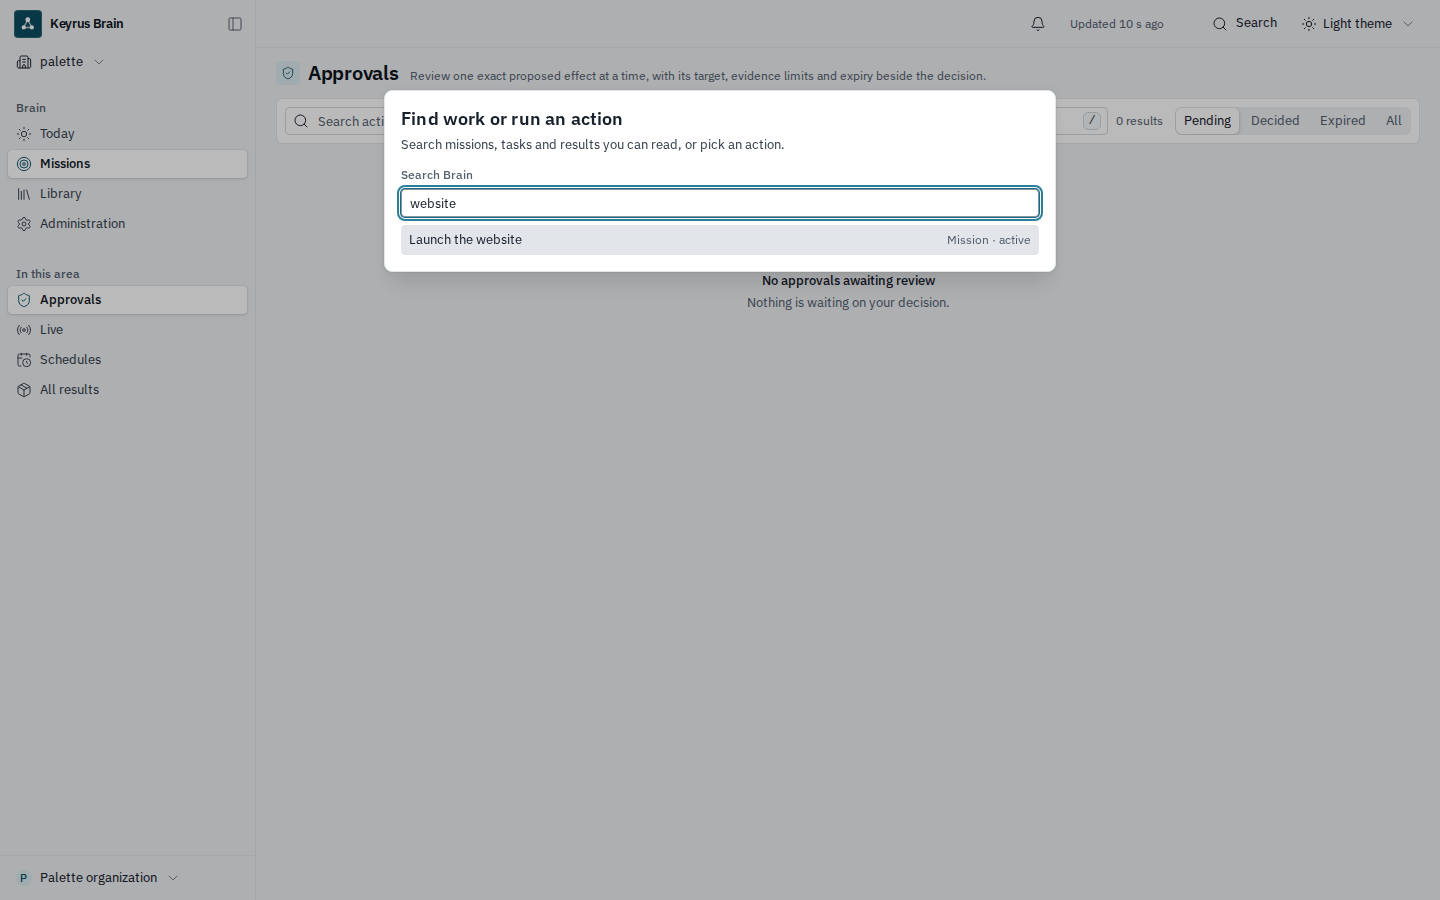 Keyrus Brain
Updated 10 s ago
Search
Light theme
palette
Approvals
Review one exact proposed effect at a time, with its target, evidence limits and expiry beside the decision.
Brain
Today
Missions
Library
Administration
In this area
Approvals
Live
Schedules
All results
Search acti
/
0 results
Pending
Decided
Expired
All
Find work or run an action
Search missions, tasks and results you can read, or pick an action.
Search Brain
website
Launch the website
Mission · active
No approvals awaiting review
Nothing is waiting on your decision.
P
Palette organization